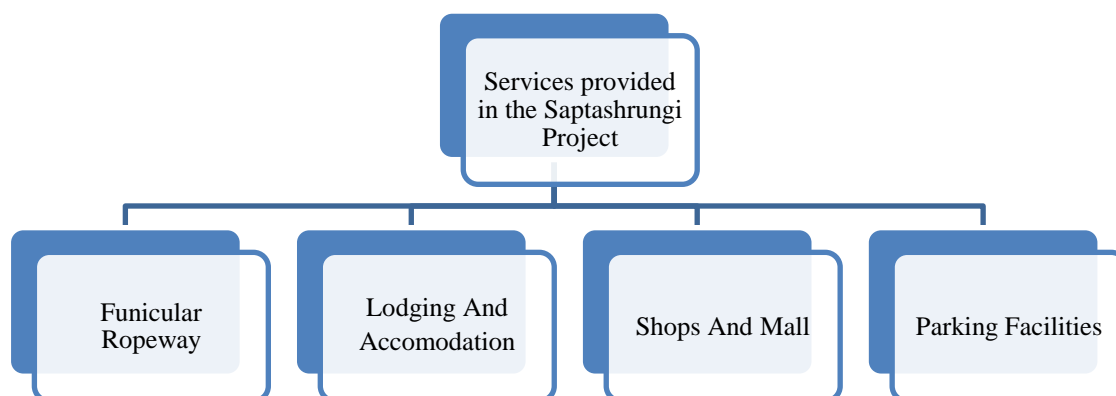 Services provided
in the Saptashrungi
Project
Funicular
Ropeway
Lodging And
Accomodation
Shops And Mall
Parking Facilities